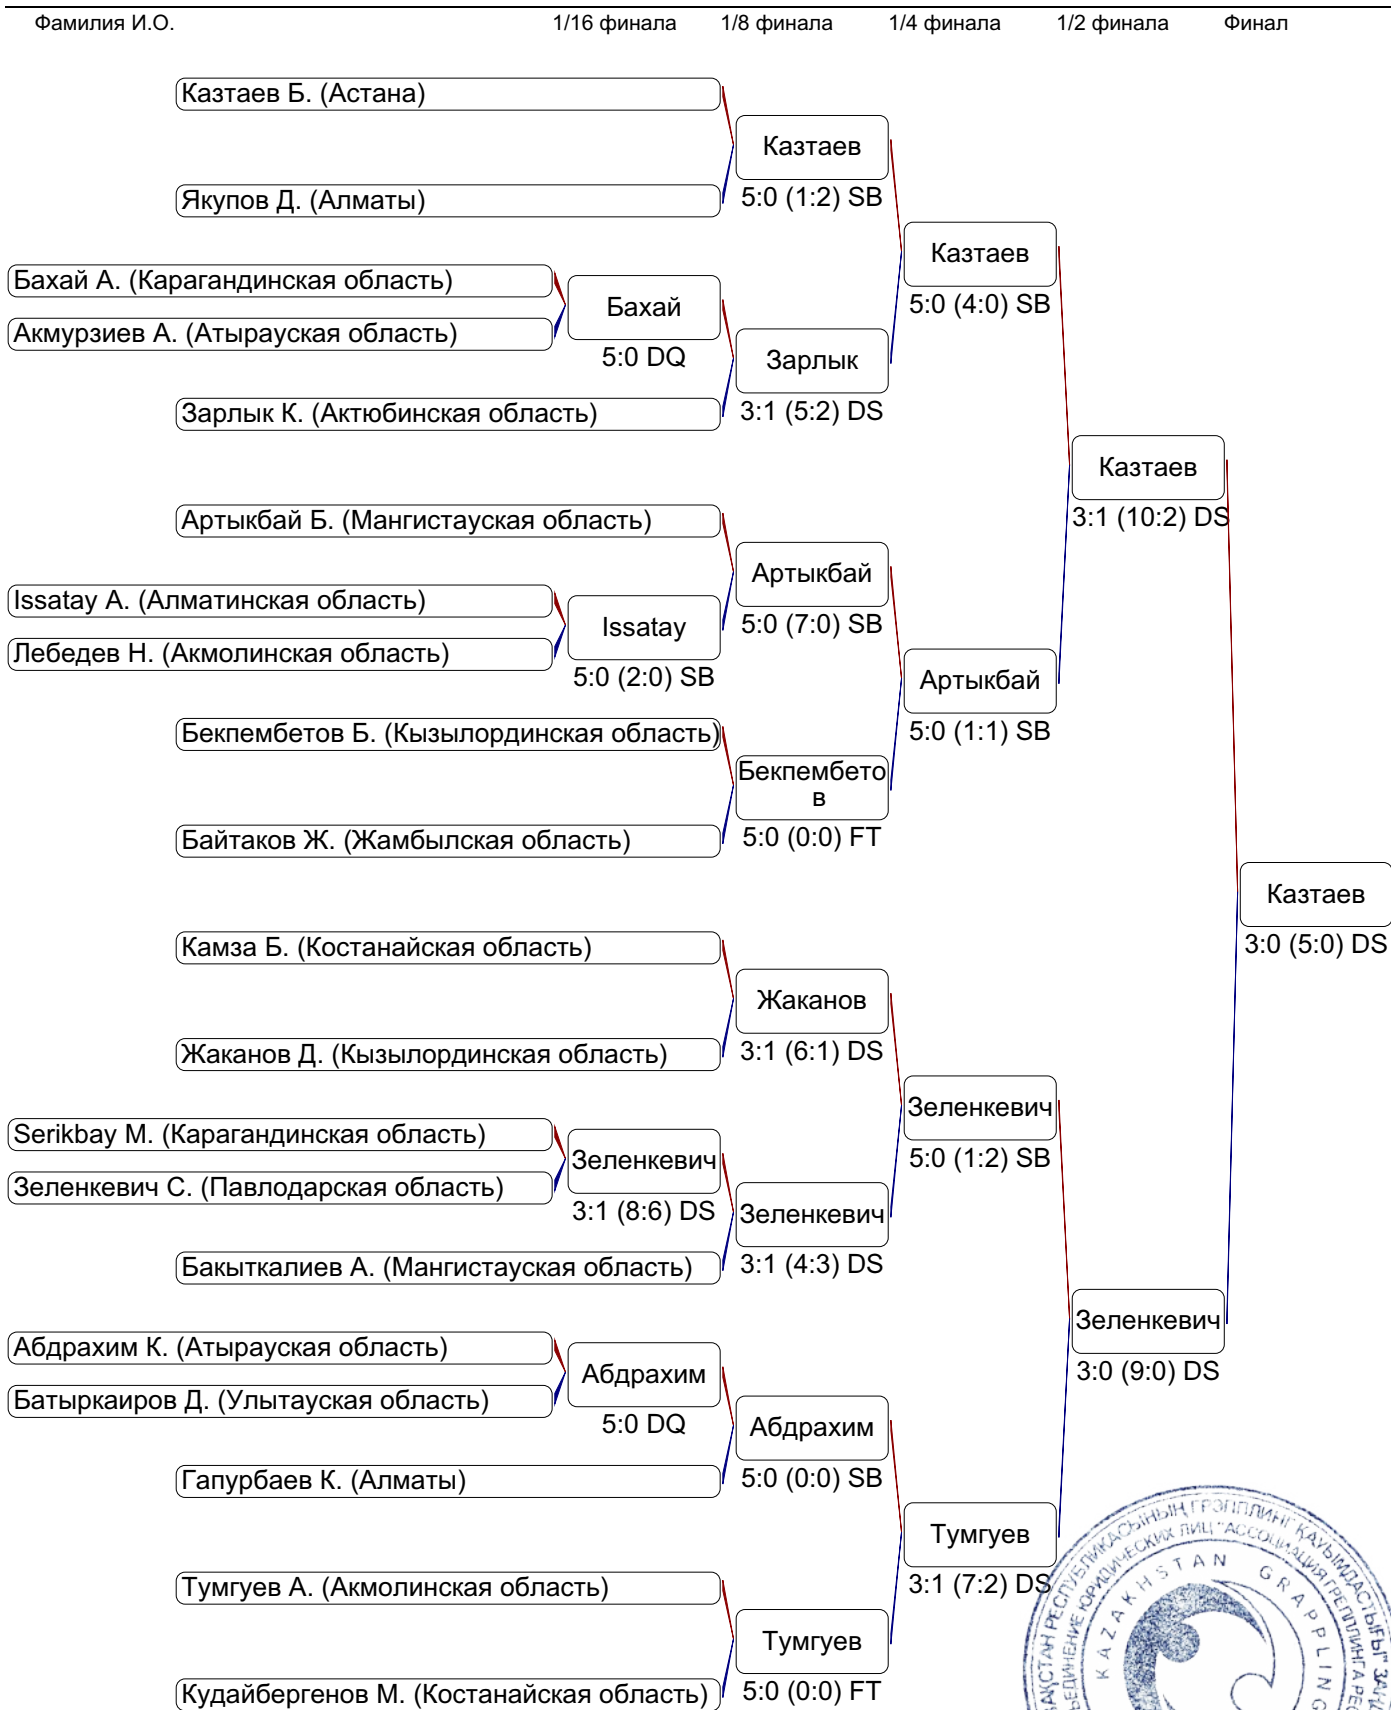 Фамилия И.О. 1/16 финала 1/8 финала 1/4 финала 1/2 финала Финал
Казтаев Б. (Астана)
Казтаев
5:0 (1:2) SB
Якупов Д. (Алматы)
Казтаев
5:0 (4:0) SB
Бахай А. (Карагандинская область)
Бахай
5:0 DQ
Акмурзиев А. (Атырауская область)
Зарлык
3:1 (5:2) DS
Зарлык К. (Актюбинская область)
Казтаев
3:1 (10:2) DS
Артыкбай Б. (Мангистауская область)
Артыкбай
5:0 (7:0) SB
Issatay А. (Алматинская область)
Issatay
5:0 (2:0) SB
Лебедев Н. (Акмолинская область)
Артыкбай
5:0 (1:1) SB
Бекпембетов Б. (Кызылординская область)
Бекпембето
в
5:0 (0:0) FT
Байтаков Ж. (Жамбылская область)
Казтаев
3:0 (5:0) DS
Камза Б. (Костанайская область)
Жаканов
3:1 (6:1) DS
Жаканов Д. (Кызылординская область)
Зеленкевич
5:0 (1:2) SB
Serikbay М. (Карагандинская область)
Зеленкевич
3:1 (8:6) DS
Зеленкевич С. (Павлодарская область)
Зеленкевич
3:1 (4:3) DS
Бакыткалиев А. (Мангистауская область)
Зеленкевич
3:0 (9:0) DS
Абдрахим К. (Атырауская область)
Абдрахим
5:0 DQ
Батыркаиров Д. (Улытауская область)
Абдрахим
5:0 (0:0) SB
Гапурбаев К. (Алматы)
Тумгуев
3:1 (7:2) DS
Тумгуев А. (Акмолинская область)
Тумгуев
5:0 (0:0) FT
Кудайбергенов М. (Костанайская область)
KAZAKHSTAN GRAPPLING